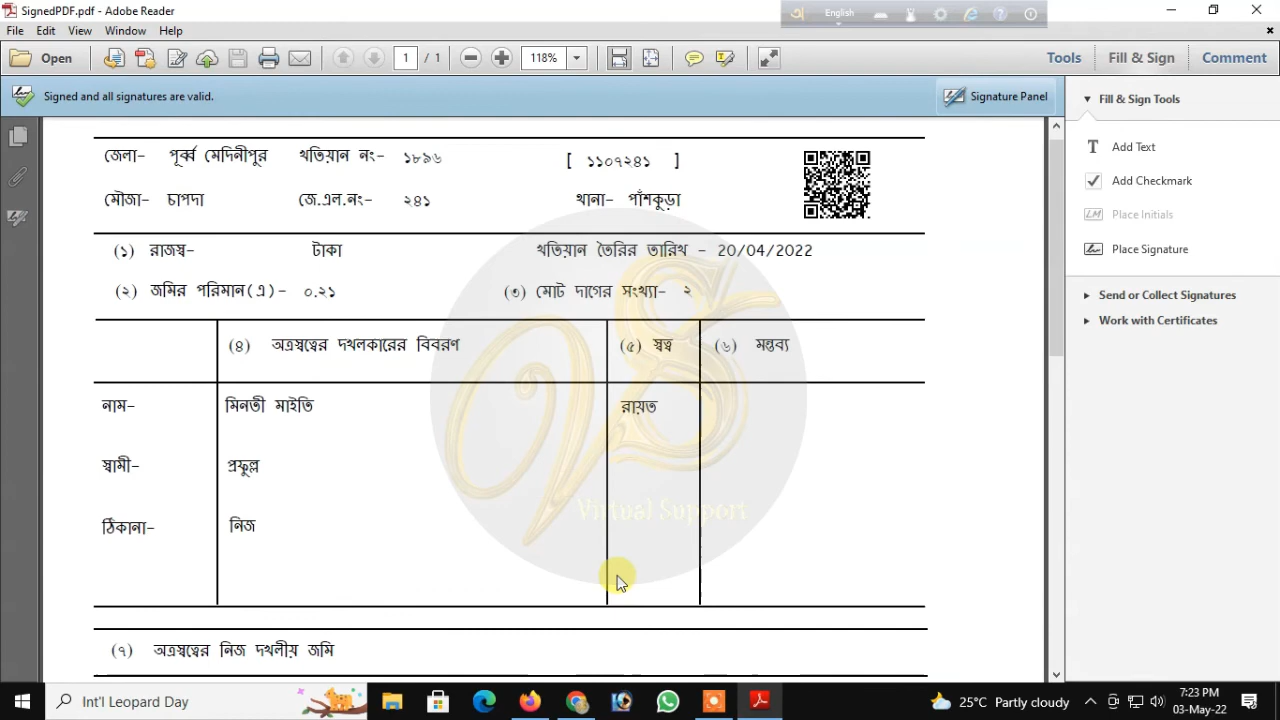 SignedPDF.pdf - Adobe Reader
English
File Edit View Window Help
Open 1 / 1 118% Tools Fill & Sign Comment
Signed and all signatures are valid.
Signature Panel
জেলা- পূর্ব্ব মেদিনীপুর খতিয়ান নং- ১৮৯৬ [ ১১০৭২৪১ ]
মৌজা- চাপদা জে.এল.নং- ২৪১ থানা- পাঁশকুড়া
(১) রাজস্ব- টাকা খতিয়ান তৈরির তারিখ - 20/04/2022
(২) জমির পরিমান(এ)- ০.২১ (৩) মোট দাগের সংখ্যা- ২
(৪) অত্রস্বত্বের দখলকারের বিবরণ (৫) স্বত্ব (৬) মন্তব্য
নাম- মিনতী মাইতি রায়ত
স্বামী- প্রফুল্ল
ঠিকানা- নিজ
Virtual Support
(৭) অত্রস্বত্বের নিজ দখলীয় জমি
Fill & Sign Tools
Add Text
Add Checkmark
Place Initials
Place Signature
Send or Collect Signatures
Work with Certificates
Int'l Leopard Day
25°C Partly cloudy
7:23 PM
03-May-22